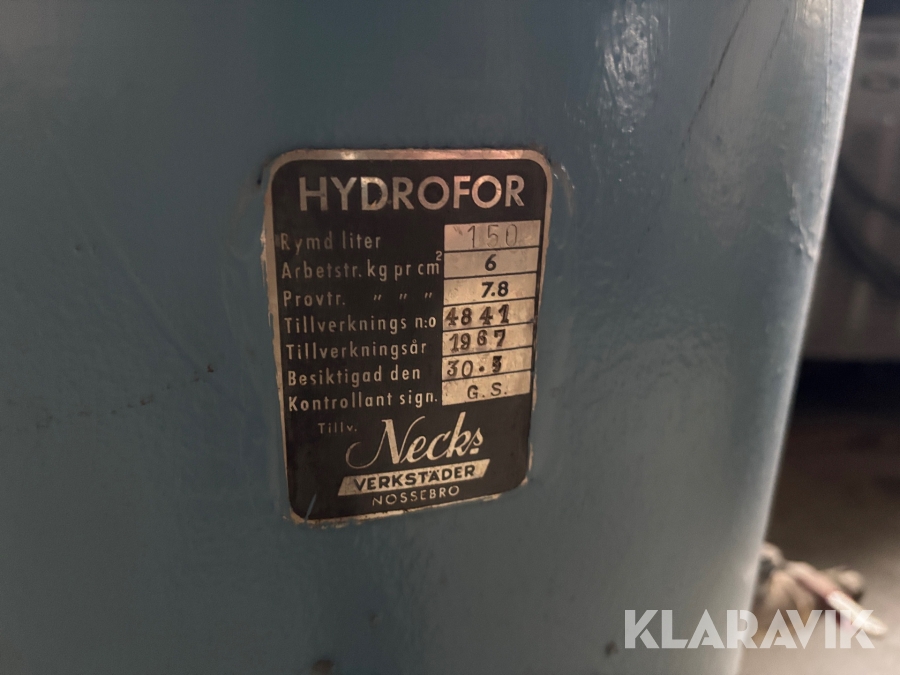 HYDROFOR
Rymd liter 150
Arbetstr. kg pr cm² 6
Provtr. " " " 7.8
Tillverknings n:o 4841
Tillverkningsår 1967
Besiktigad den 30.5
Kontrollant sign. G.S.
Tillv. Necks
VERKSTÄDER
NOSSEBRO
KLARAVIK